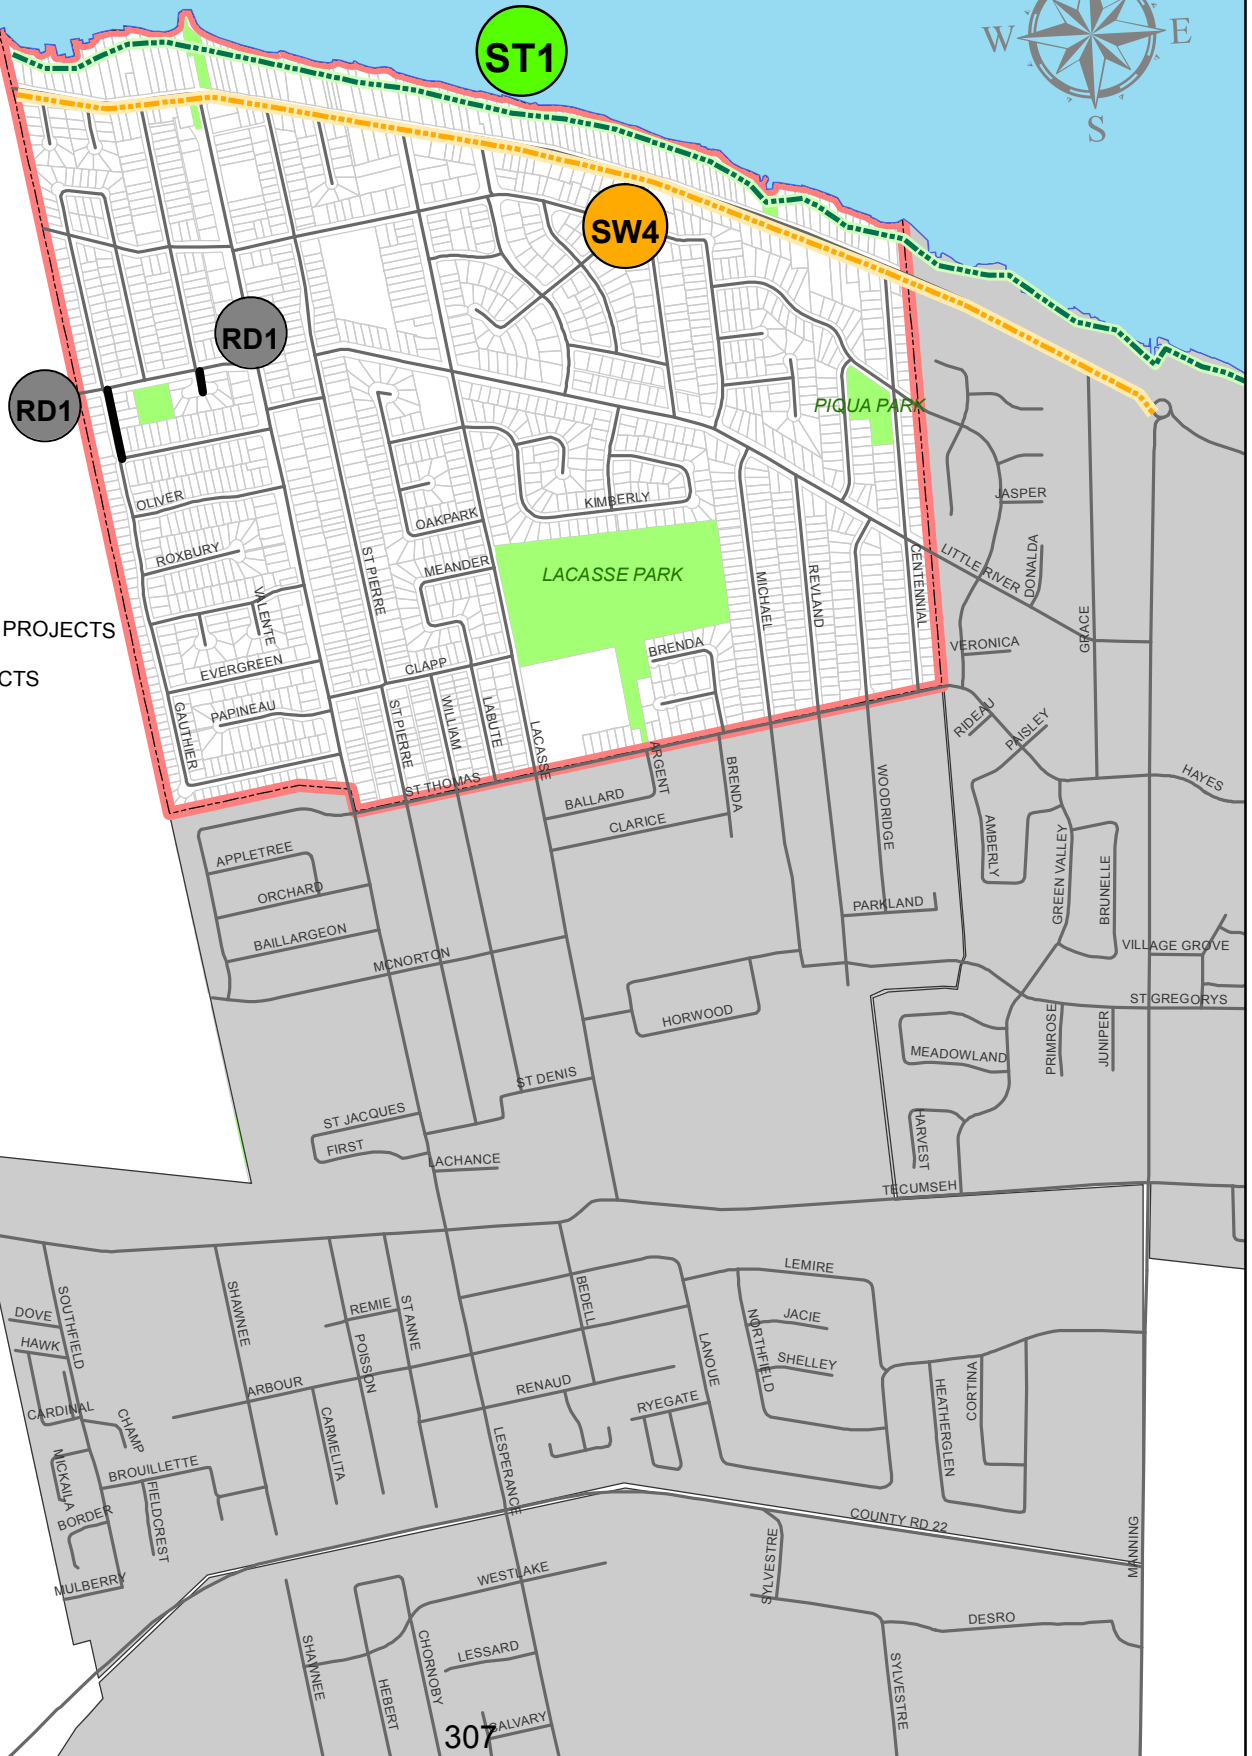 W
E
S
ST1
SW4
RD1
RD1
PIQUA PARK
OLIVER
KIMBERLY
JASPER
OAKPARK
ROXBURY
ST PIERRE
MEANDER
LACASSE PARK
MICHAEL
REVLAND
CENTENNIAL
LITTLE RIVER
DONALDA
VALENTE
GRACE
PROJECTS
VERONICA
BRENDA
EVERGREEN
CLAPP
CTS
GAUTHIER
PAPINEAU
ST PIERRE
WILLIAM
LABUTE
LACASSE
RIDEAU
PAISLEY
ARGENT
BRENDA
WOODRIDGE
HAYES
ST THOMAS
BALLARD
CLARICE
AMBERLY
GREEN VALLEY
BRUNELLE
APPLETREE
ORCHARD
PARKLAND
BAILLARGEON
VILLAGE GROVE
MCNORTON
ST GREGORYS
HORWOOD
PRIMROSE
JUNIPER
MEADOWLAND
ST DENIS
ST JACQUES
HARVEST
FIRST
LACHANCE
TECUMSEH
LEMIRE
DOVE
SOUTHFIELD
SHAWNEE
REMIE
ST ANNE
BEDELL
JACIE
NORTHFIELD
HAWK
POISSON
LANOUE
SHELLEY
ARBOUR
RENAUD
HEATHERGLEN
CORTINA
CARDINAL
CHAMP
CARMELITA
RYEGATE
MICKAILA
BROUILLETTE
LESPERANCE
FIELDCREST
BORDER
COUNTY RD 22
MANNING
MULBERRY
WESTLAKE
SYLVESTRE
DESRO
SHAWNEE
CHORNOBY
LESSARD
HEBERT
SYLVESTRE
CALVARY
307